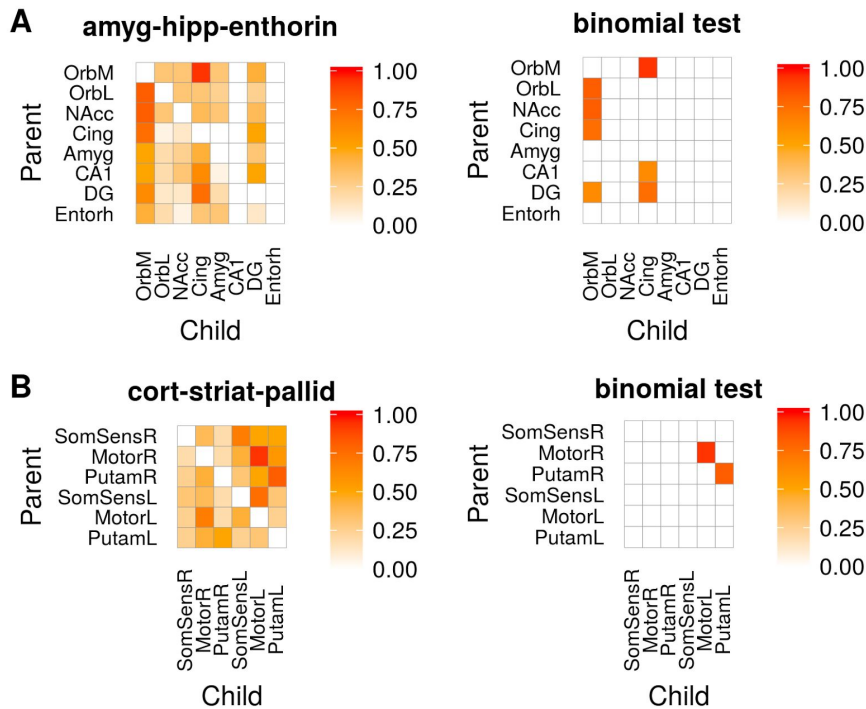 A
amyg-hipp-enthorin
binomial test
Parent
OrbM
OrbL
NAcc
Cing
Amyg
CA1
DG
Entorh
OrbM
OrbL
NAcc
Cing
Amyg
CA1
DG
Entorh
Child
1.00
0.75
0.50
0.25
0.00
Parent
OrbM
OrbL
NAcc
Cing
Amyg
CA1
DG
Entorh
OrbM
OrbL
NAcc
Cing
Amyg
CA1
DG
Entorh
Child
1.00
0.75
0.50
0.25
0.00
B
cort-striat-pallid
binomial test
Parent
SomSensR
MotorR
PutamR
SomSensL
MotorL
PutamL
SomSensR
MotorR
PutamR
SomSensL
MotorL
PutamL
Child
1.00
0.75
0.50
0.25
0.00
Parent
SomSensR
MotorR
PutamR
SomSensL
MotorL
PutamL
SomSensR
MotorR
PutamR
SomSensL
MotorL
PutamL
Child
1.00
0.75
0.50
0.25
0.00